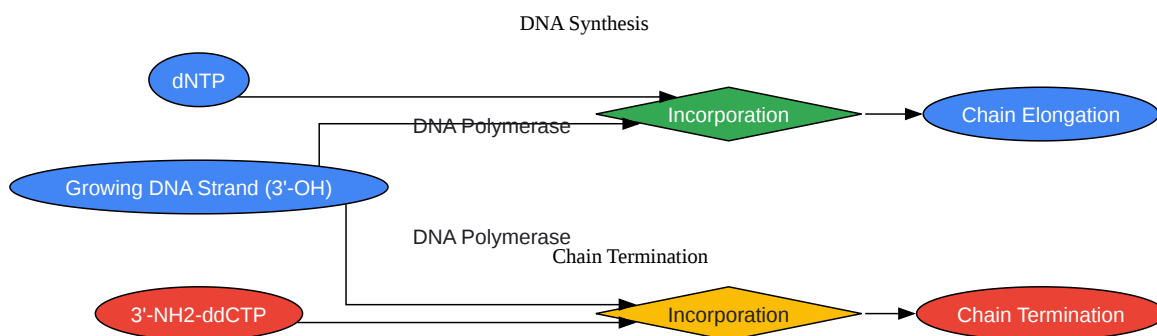 DNA Synthesis
dNTP
Incorporation
Chain Elongation
DNA Polymerase
Growing DNA Strand (3'-OH)
DNA Polymerase
Chain Termination
3'-NH2-ddCTP
Incorporation
Chain Termination